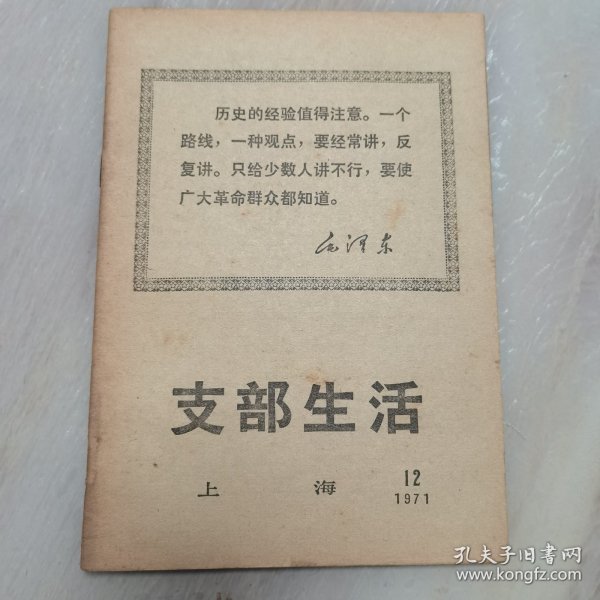 历史的经验值得注意。一个
路线，一种观点，要经常讲，反
复讲。只给少数人讲不行，要使
广大革命群众都知道。
毛泽东
支部生活
上海
12
1971
孔夫子旧书网
www.kongfz.com